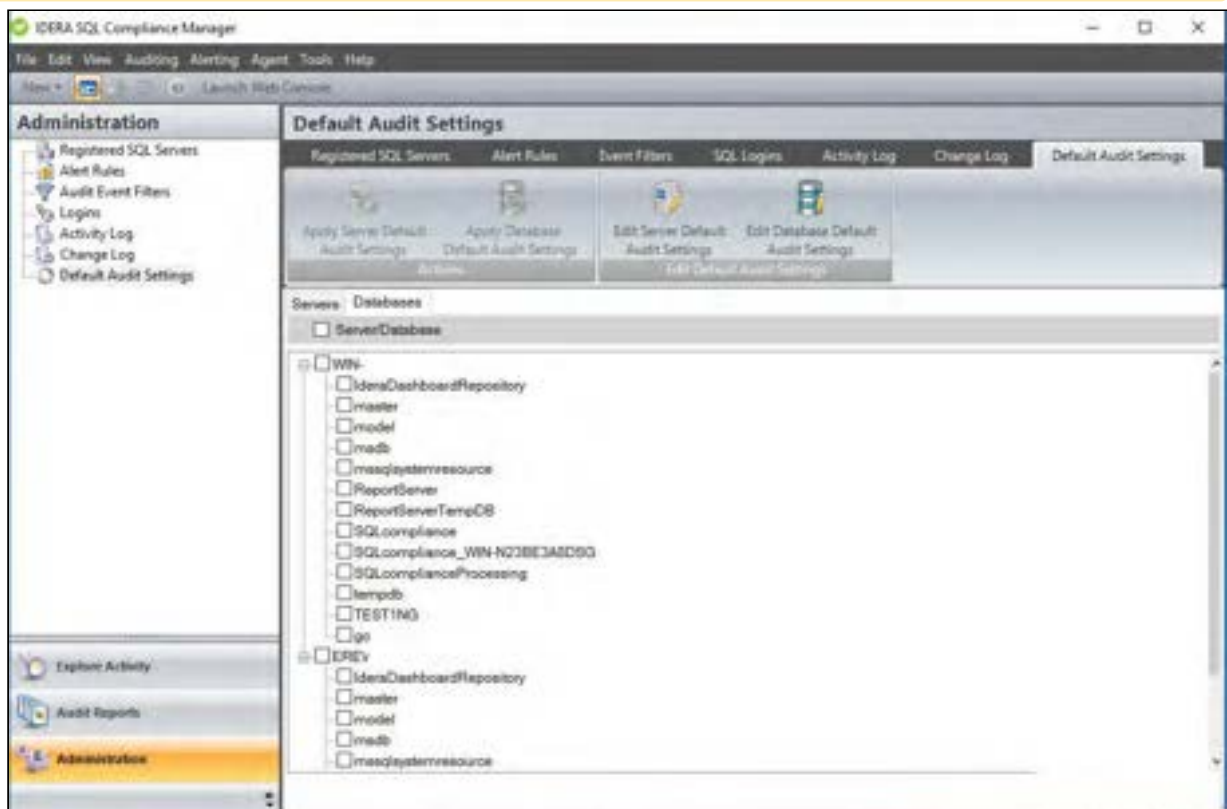 IDERA SQL Compliance Manager
File Edit View Auditing Alerting Agent Tools Help
New Launch Web Console
Administration
Registered SQL Servers
Alert Rules
Audit Event Filters
Logins
Activity Log
Change Log
Default Audit Settings
Explore Activity
Audit Reports
Administration
Default Audit Settings
Registered SQL Servers Alert Rules Event Filters SQL Logins Activity Log Change Log Default Audit Settings
Apply Server Default Audit Settings
Apply Database Default Audit Settings
Edit Server Default Audit Settings
Edit Database Default Audit Settings
Actions
Edit Default Audit Settings
Servers Databases
Server/Database
WIN-
IderaDashboardRepository
master
model
msdb
mssqlsystemresource
ReportServer
ReportServerTempDB
SQLcompliance
SQLcompliance_WIN-N23BE3A8DSG
SQLcomplianceProcessing
tempdb
TEST1NG
go
IderaDashboardRepository
master
model
msdb
mssqlsystemresource